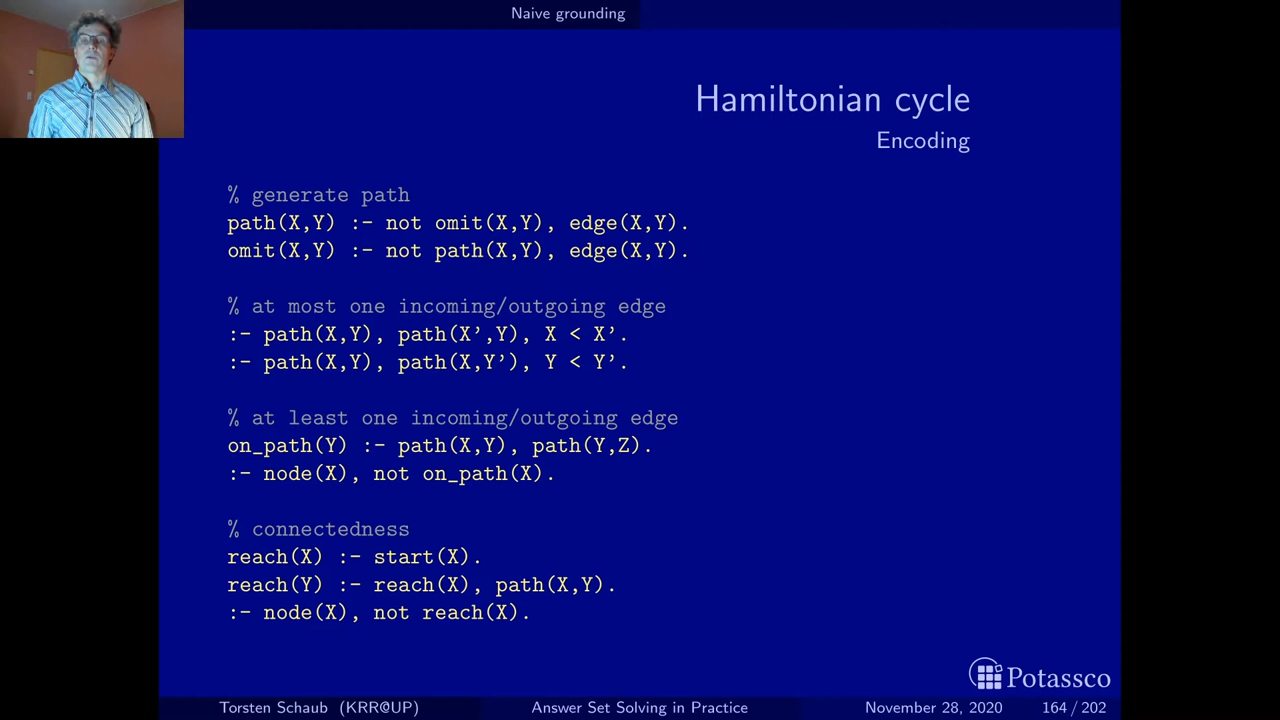 Naive grounding
Hamiltonian cycle
Encoding
% generate path
path(X,Y) :- not omit(X,Y), edge(X,Y).
omit(X,Y) :- not path(X,Y), edge(X,Y).
% at most one incoming/outgoing edge
:- path(X,Y), path(X',Y), X < X'.
:- path(X,Y), path(X,Y'), Y < Y'.
% at least one incoming/outgoing edge
on_path(Y) :- path(X,Y), path(Y,Z).
:- node(X), not on_path(X).
% connectedness
reach(X) :- start(X).
reach(Y) :- reach(X), path(X,Y).
:- node(X), not reach(X).
Potassco
Torsten Schaub (KRR@UP) Answer Set Solving in Practice November 28, 2020 164 / 202